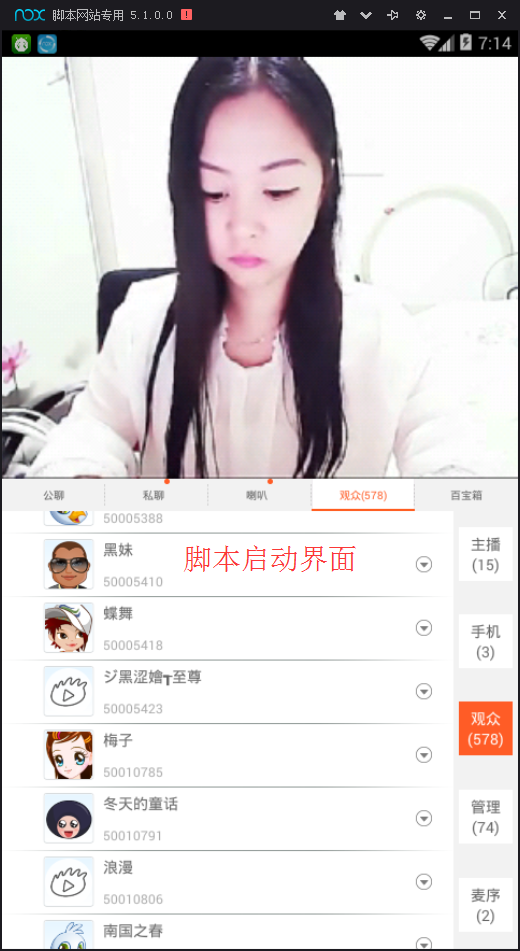 nox 脚本网站专用 5.1.0.0
7:14
公聊 私聊 喇叭 观众(578) 百宝箱
50005388
脚本启动界面
黑妹
50005410
蝶舞
50005418
ジ黑涩嬒т至尊
50005423
梅子
50010785
冬天的童话
50010791
浪漫
50010806
南国之春
主播
(15)
手机
(3)
观众
(578)
管理
(74)
麦序
(2)